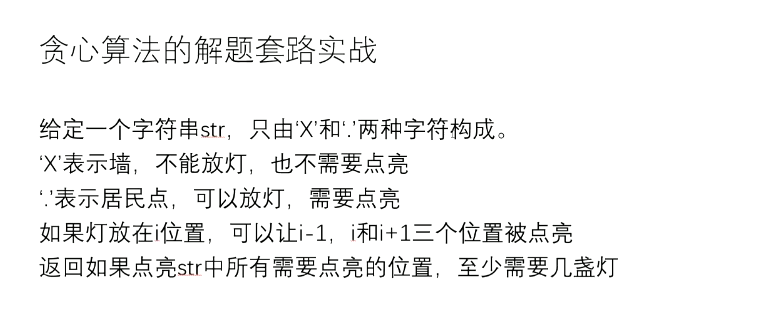 贪心算法的解题套路实战
给定一个字符串str，只由‘X’和‘.’两种字符构成。
‘X’表示墙，不能放灯，也不需要点亮
‘.’表示居民点，可以放灯，需要点亮
如果灯放在i位置，可以让i-1，i和i+1三个位置被点亮
返回如果点亮str中所有需要点亮的位置，至少需要几盏灯